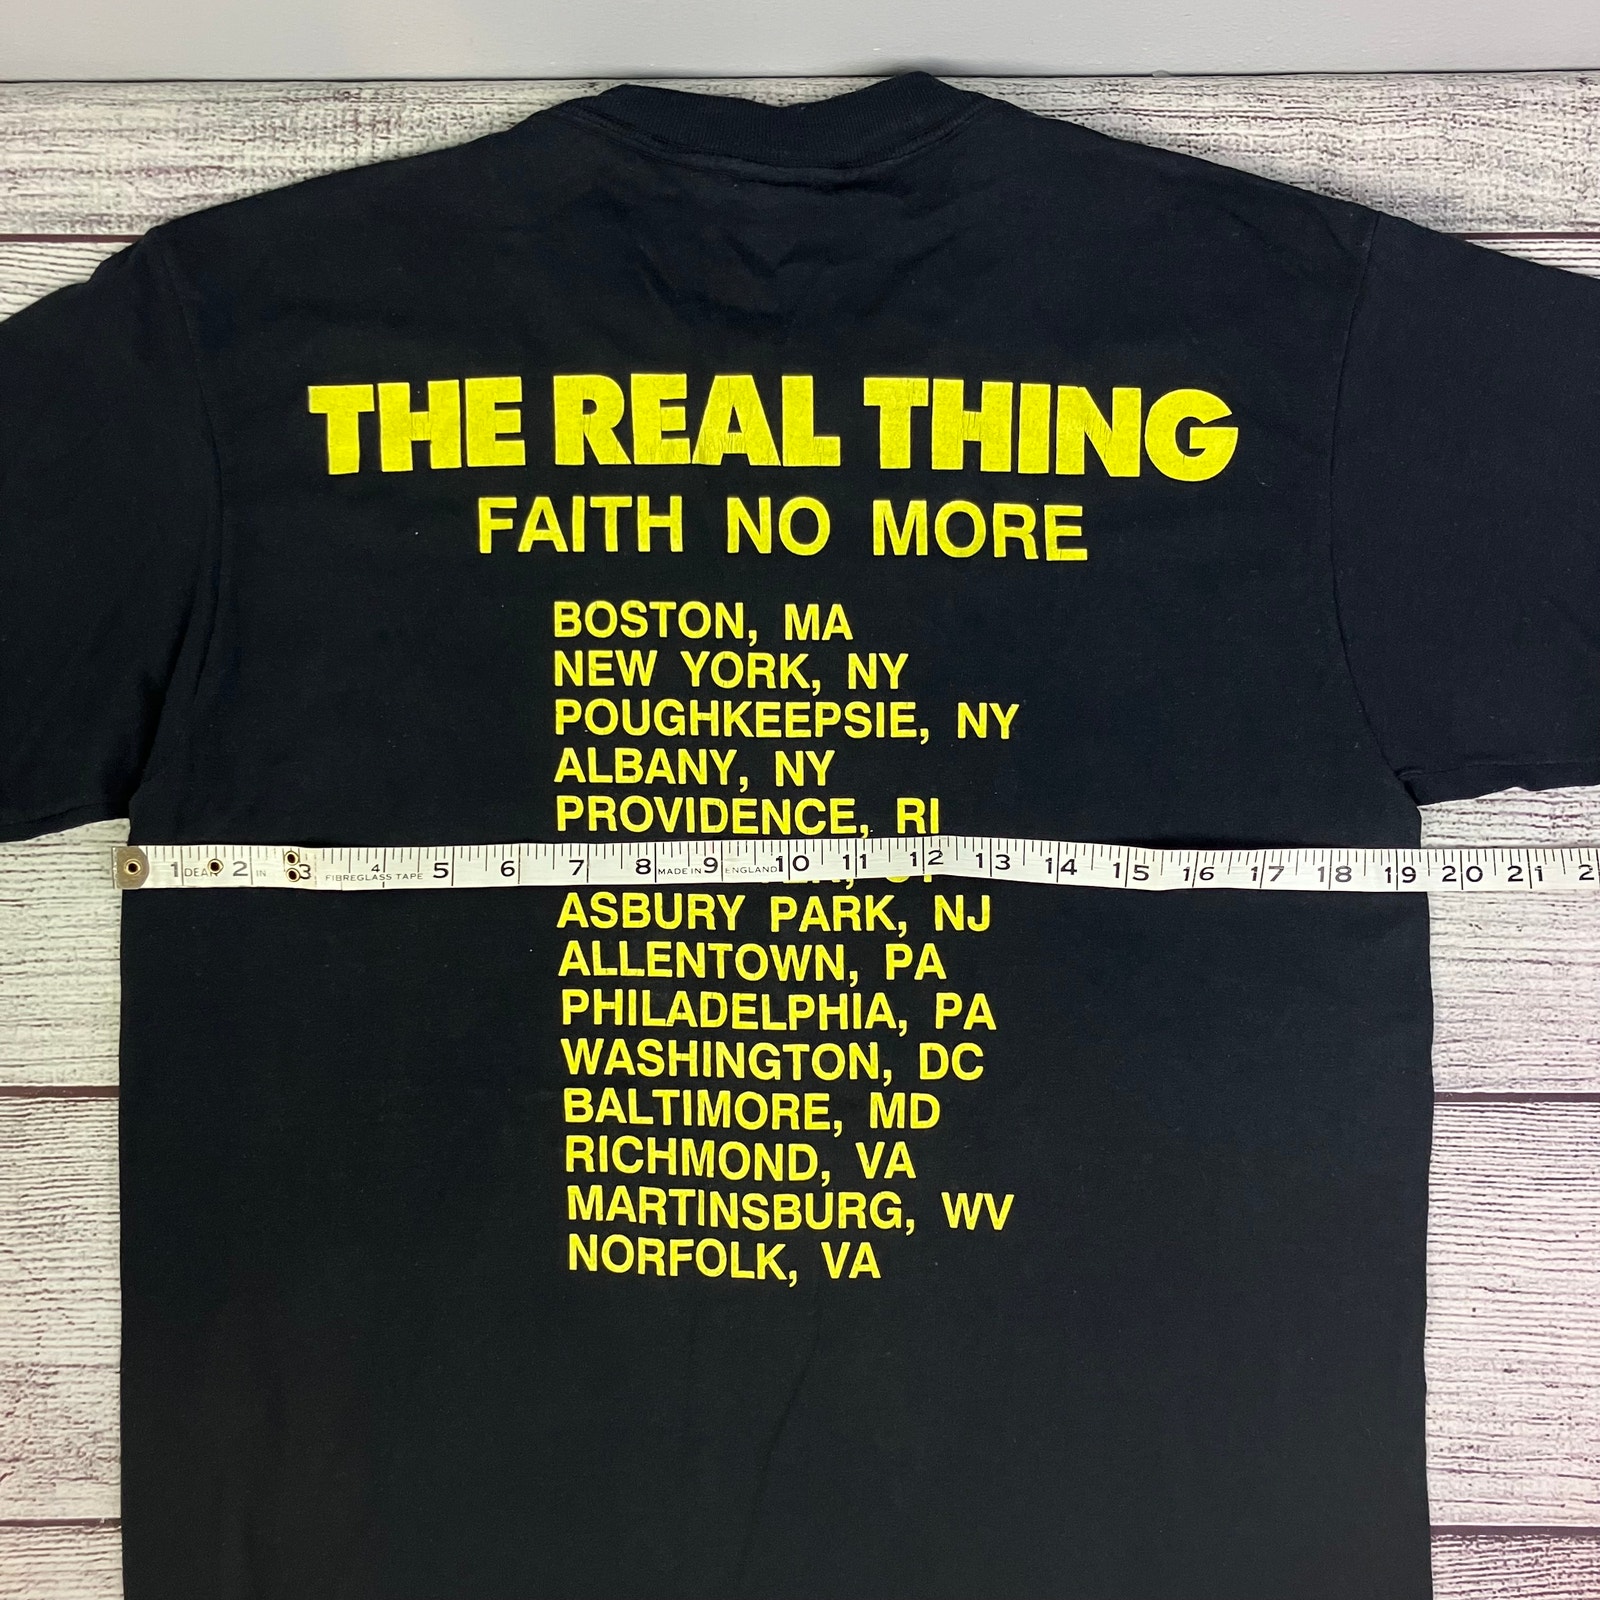 THE REAL THING
FAITH NO MORE
BOSTON, MA
NEW YORK, NY
POUGHKEEPSIE, NY
ALBANY, NY
PROVIDENCE, RI
1 DEAN 2 IN 3 FIBREGLASS TAPE 4 5 6 7 8 MADE IN 9 ENGLAND 10 11 12 13 14 15 16 17 18 19 20 21 2
ASBURY PARK, NJ
ALLENTOWN, PA
PHILADELPHIA, PA
WASHINGTON, DC
BALTIMORE, MD
RICHMOND, VA
MARTINSBURG, WV
NORFOLK, VA